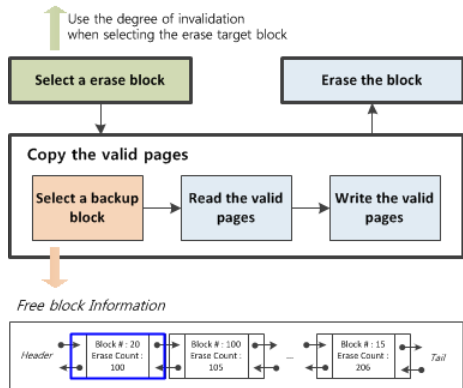 Use the degree of invalidation
when selecting the erase target block
Select a erase block
Erase the block
Copy the valid pages
Select a backup
block
Read the valid
pages
Write the valid
pages
Free block Information
Header
Block # : 20
Erase Count :
100
Block # : 100
Erase Count :
105
...
Block # : 15
Erase Count :
206
Tail